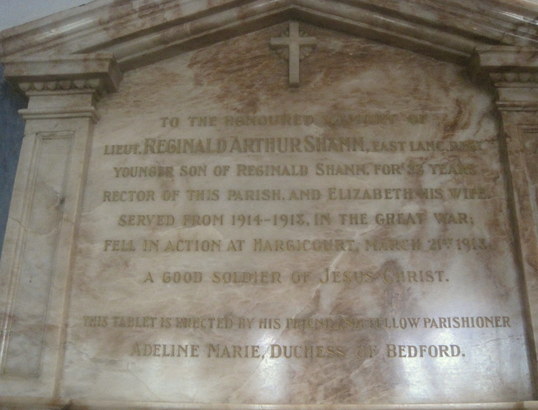 TO THE HONOURED MEMORY OF
LIEUT. REGINALD ARTHUR SHANN, EAST LANC. REGT.
YOUNGER SON OF REGINALD SHANN, FOR 33 YEARS
RECTOR OF THIS PARISH, AND ELIZABETH HIS WIFE.
SERVED FROM 1914-1918, IN THE GREAT WAR;
FELL IN ACTION AT HARGICOURT, MARCH 21ST 1918.
A GOOD SOLDIER OF JESUS CHRIST.
THIS TABLET IS ERECTED BY HIS FRIEND AND FELLOW PARISHIONER
ADELINE MARIE, DUCHESS OF BEDFORD.